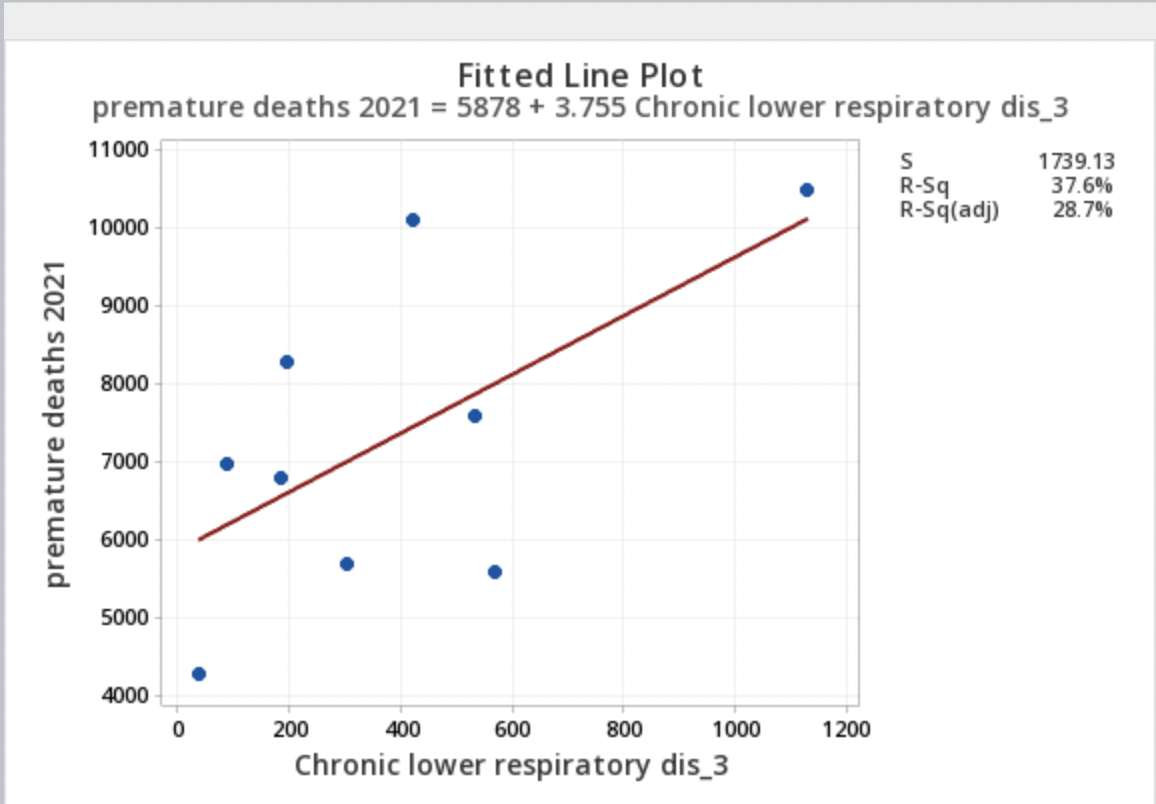 Fitted Line Plot
premature deaths 2021 = 5878 + 3.755 Chronic lower respiratory dis_3
S 1739.13
R-Sq 37.6%
R-Sq(adj) 28.7%
premature deaths 2021
11000
10000
9000
8000
7000
6000
5000
4000
0 200 400 600 800 1000 1200
Chronic lower respiratory dis_3